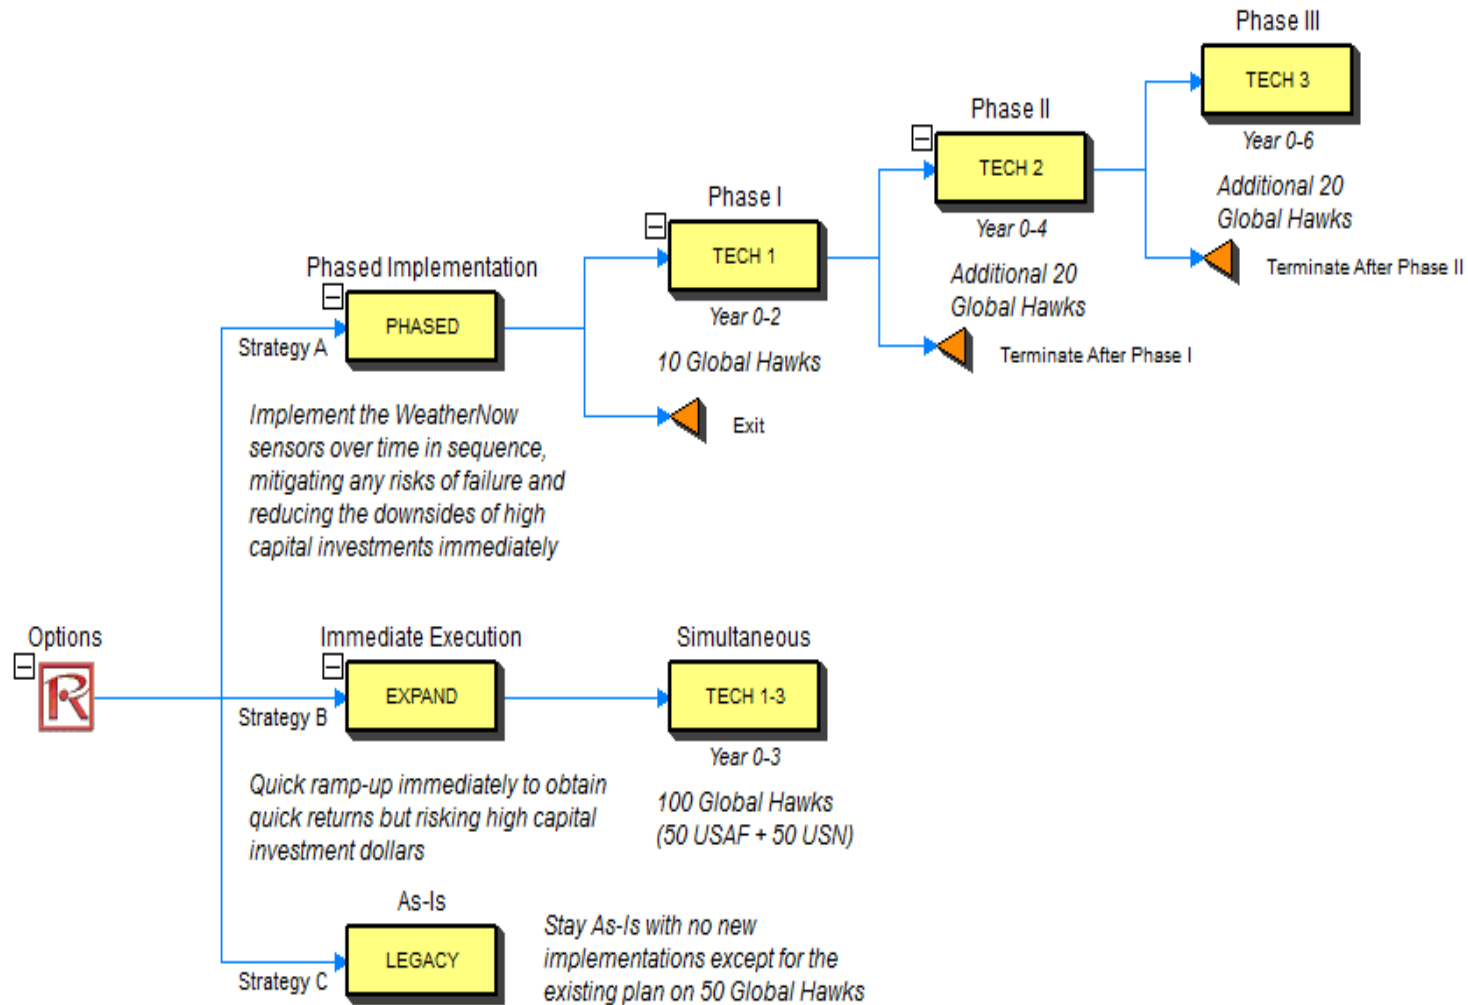 Phase III
TECH 3
Year 0-6
Additional 20
Global Hawks
Terminate After Phase II
Phase II
TECH 2
Year 0-4
Additional 20
Global Hawks
Terminate After Phase I
Phase I
TECH 1
Year 0-2
10 Global Hawks
Exit
Phased Implementation
PHASED
Strategy A
Implement the WeatherNow
sensors over time in sequence,
mitigating any risks of failure and
reducing the downsides of high
capital investments immediately
Options
R
Immediate Execution
EXPAND
Strategy B
Quick ramp-up immediately to obtain
quick returns but risking high capital
investment dollars
Simultaneous
TECH 1-3
Year 0-3
100 Global Hawks
(50 USAF + 50 USN)
As-Is
LEGACY
Strategy C
Stay As-Is with no new
implementations except for the
existing plan on 50 Global Hawks